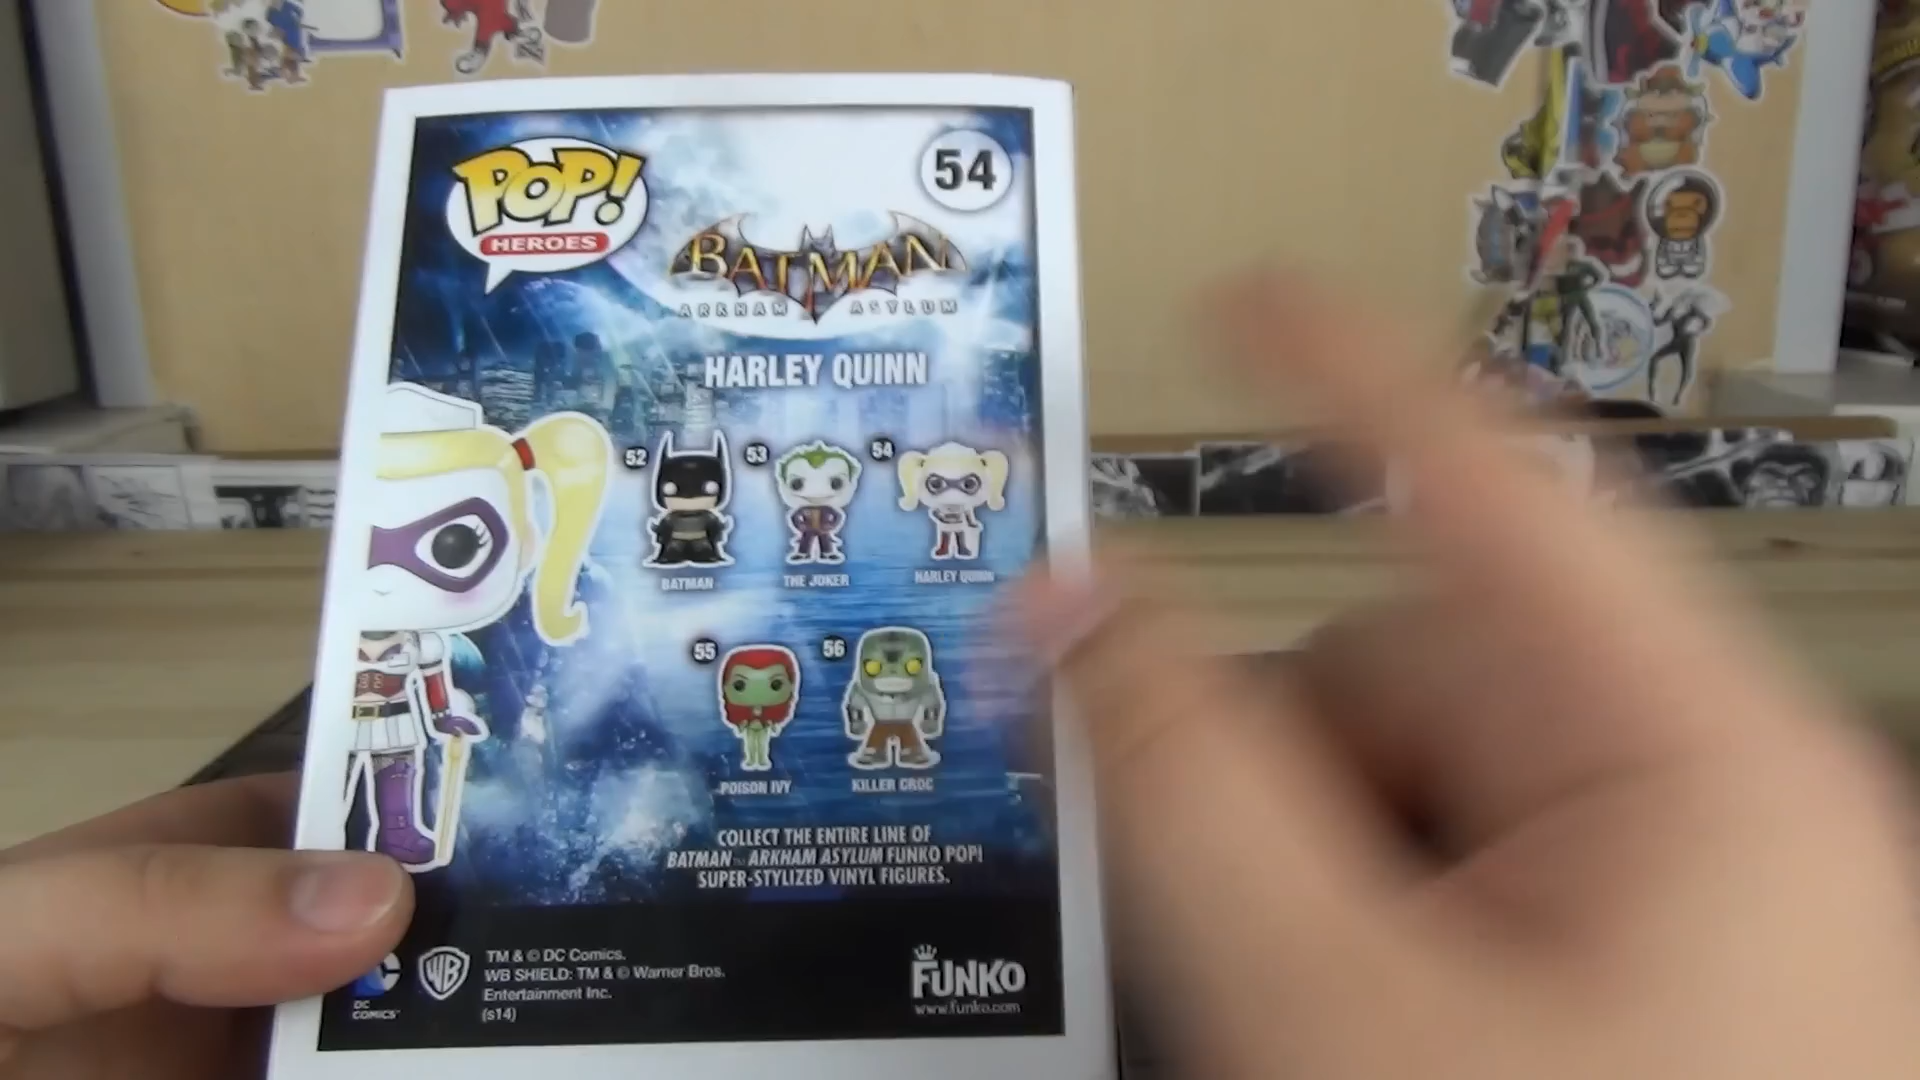 POP!
HEROES
54
BATMAN
ARKHAM ASYLUM
HARLEY QUINN
52
53
54
BATMAN
THE JOKER
HARLEY QUINN
55
56
POISON IVY
KILLER CROC
COLLECT THE ENTIRE LINE OF
BATMAN™ ARKHAM ASYLUM FUNKO POP!
SUPER-STYLIZED VINYL FIGURES.
DC
COMICS™
WB
TM & © DC Comics.
WB SHIELD: TM & © Warner Bros.
Entertainment Inc.
(s14)
FUNKO
www.funko.com